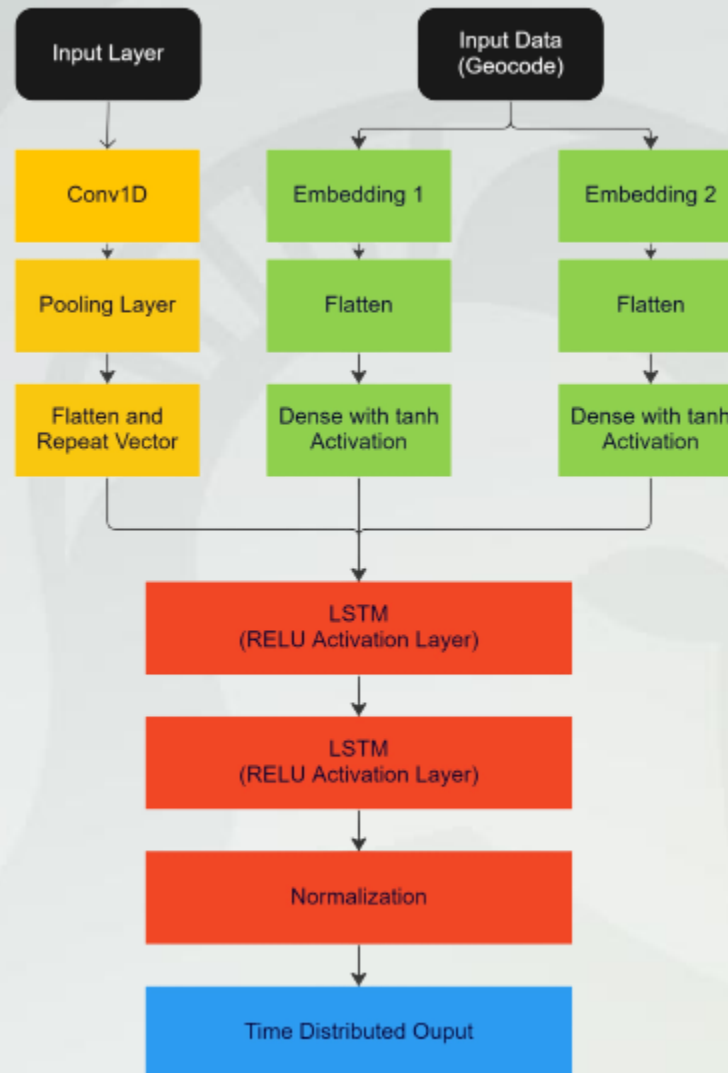 Input Layer
Input Data
(Geocode)
Conv1D
Embedding 1
Embedding 2
Pooling Layer
Flatten
Flatten
Flatten and
Repeat Vector
Dense with tanh
Activation
Dense with tanh
Activation
LSTM
(RELU Activation Layer)
LSTM
(RELU Activation Layer)
Normalization
Time Distributed Ouput